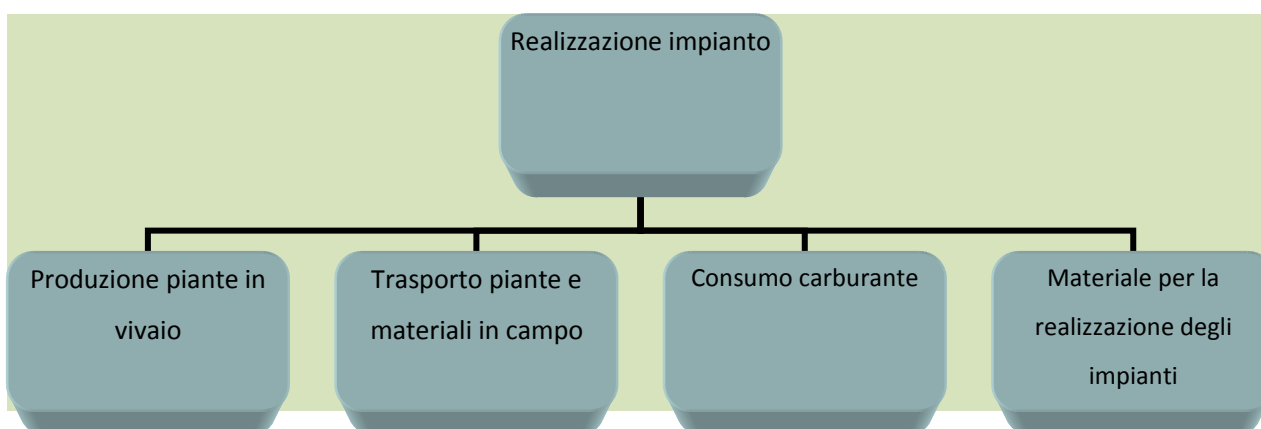 Realizzazione impianto
Produzione piante in
vivaio
Trasporto piante e
materiali in campo
Consumo carburante
Materiale per la
realizzazione degli
impianti